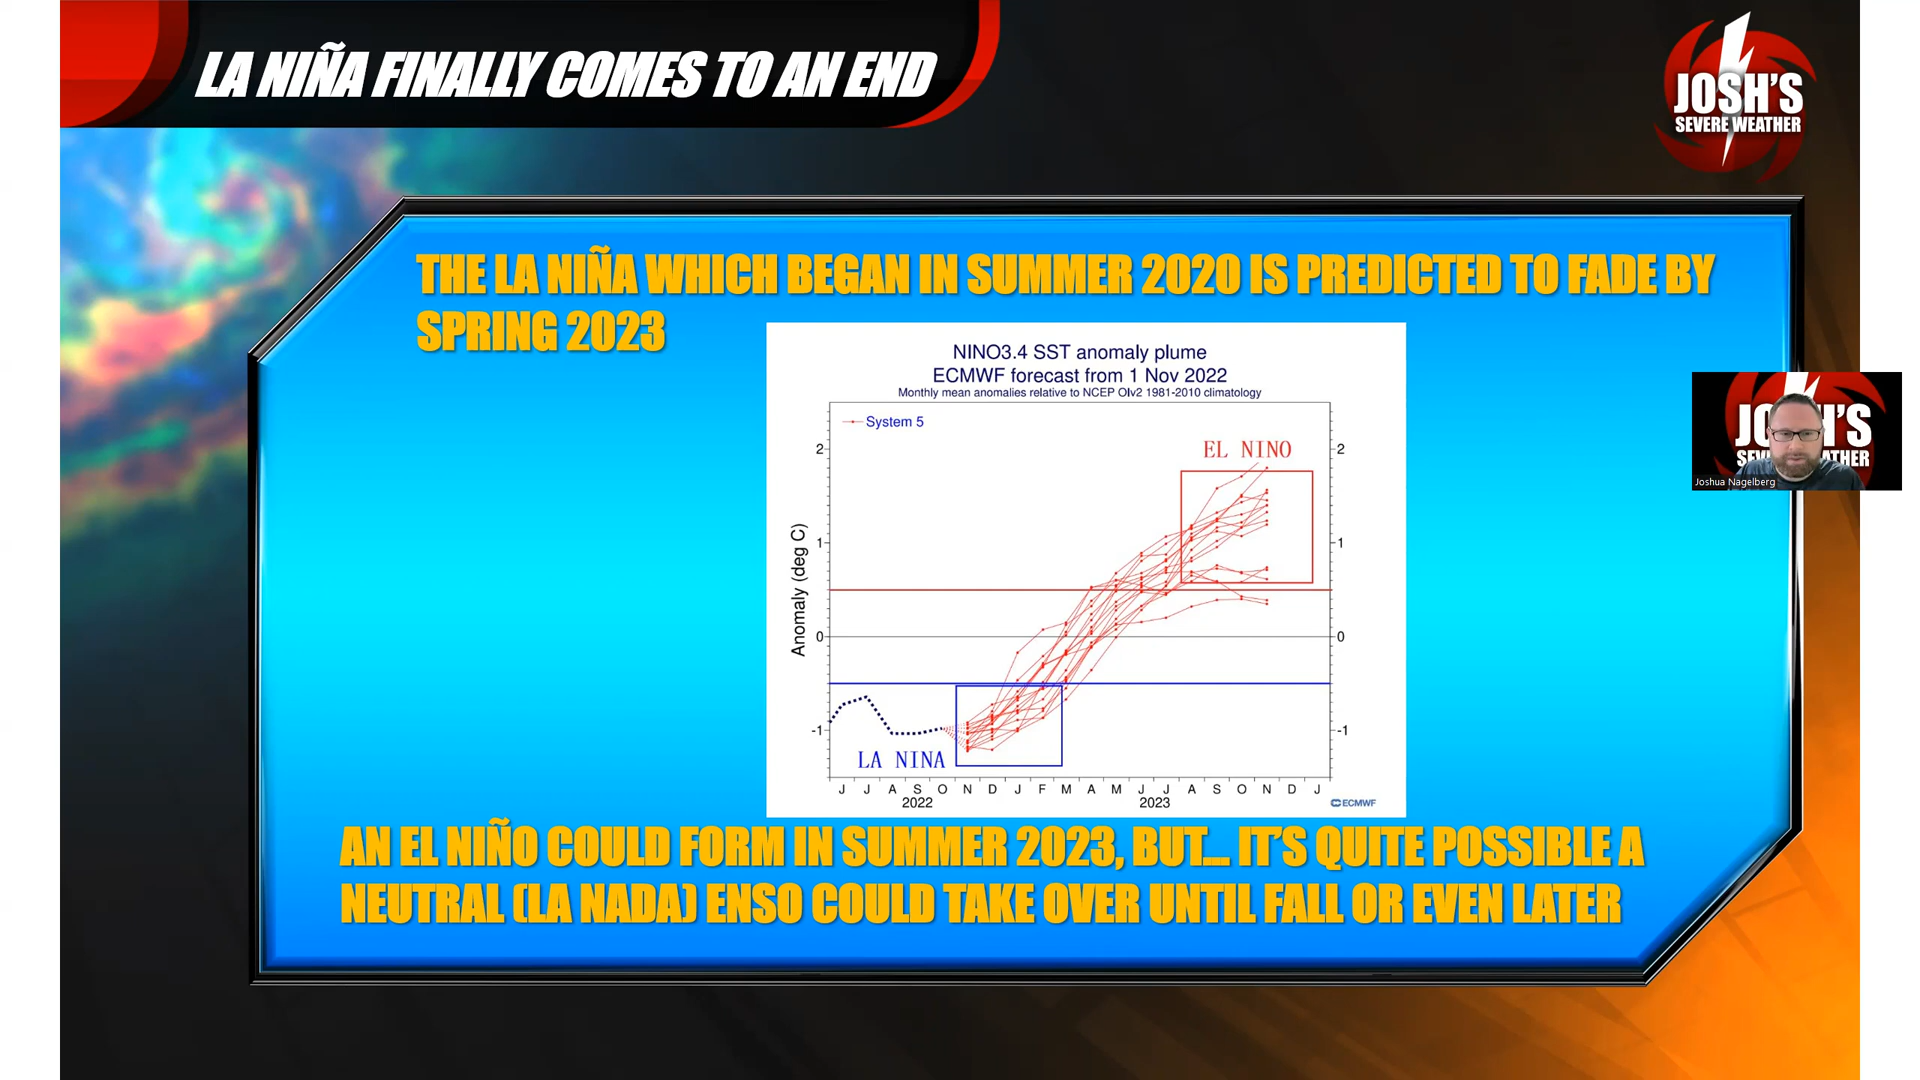 LA NIÑA FINALLY COMES TO AN END
JOSH'S
SEVERE WEATHER
THE LA NIÑA WHICH BEGAN IN SUMMER 2020 IS PREDICTED TO FADE BY
SPRING 2023
NINO3.4 SST anomaly plume
ECMWF forecast from 1 Nov 2022
Monthly mean anomalies relative to NCEP OIv2 1981-2010 climatology
System 5
EL NINO
2 2
1 1
0 0
-1 -1
Anomaly (deg C)
LA NINA
J J A S O N D J F M A M J J A S O N D J
2022 2023
ECMWF
Joshua Nagelberg
AN EL NIÑO COULD FORM IN SUMMER 2023, BUT... IT'S QUITE POSSIBLE A
NEUTRAL (LA NADA) ENSO COULD TAKE OVER UNTIL FALL OR EVEN LATER